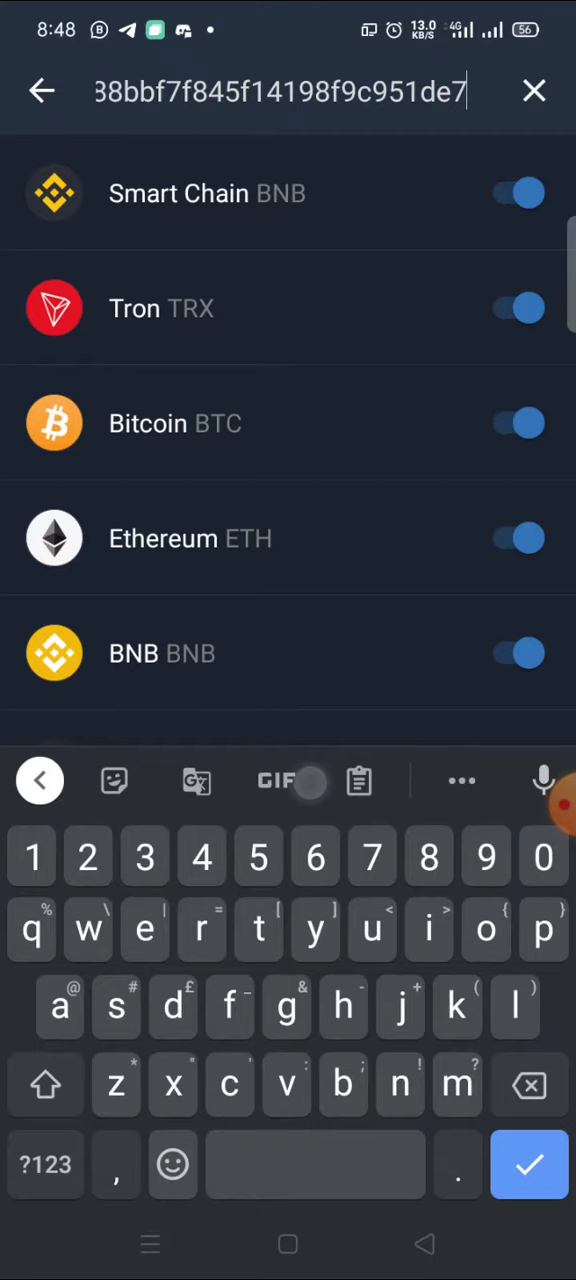 8:48
13.0
KB/S
4G
56
38bbf7f845f14198f9c951de7
Smart Chain BNB
Tron TRX
Bitcoin BTC
Ethereum ETH
BNB BNB
GIF
1 2 3 4 5 6 7 8 9 0
% \ | = [ ] < > { }
q w e r t y u i o p
@ # £ _ & - + ( )
a s d f g h j k l
* " ' : ; ! ?
z x c v b n m
?123 , .